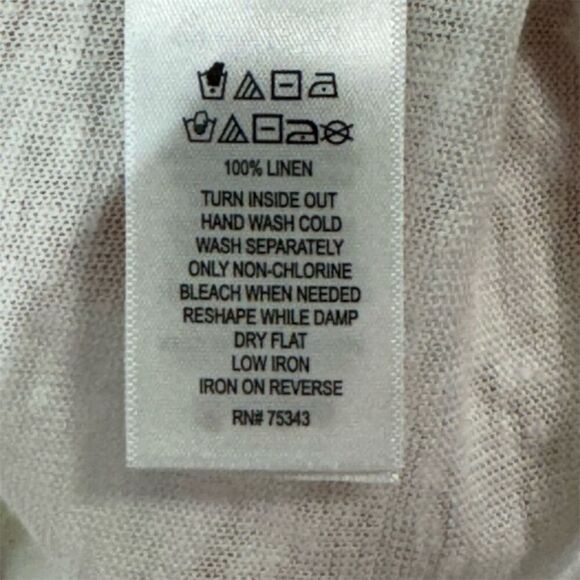 100% LINEN
TURN INSIDE OUT
HAND WASH COLD
WASH SEPARATELY
ONLY NON-CHLORINE
BLEACH WHEN NEEDED
RESHAPE WHILE DAMP
DRY FLAT
LOW IRON
IRON ON REVERSE
RN# 75343